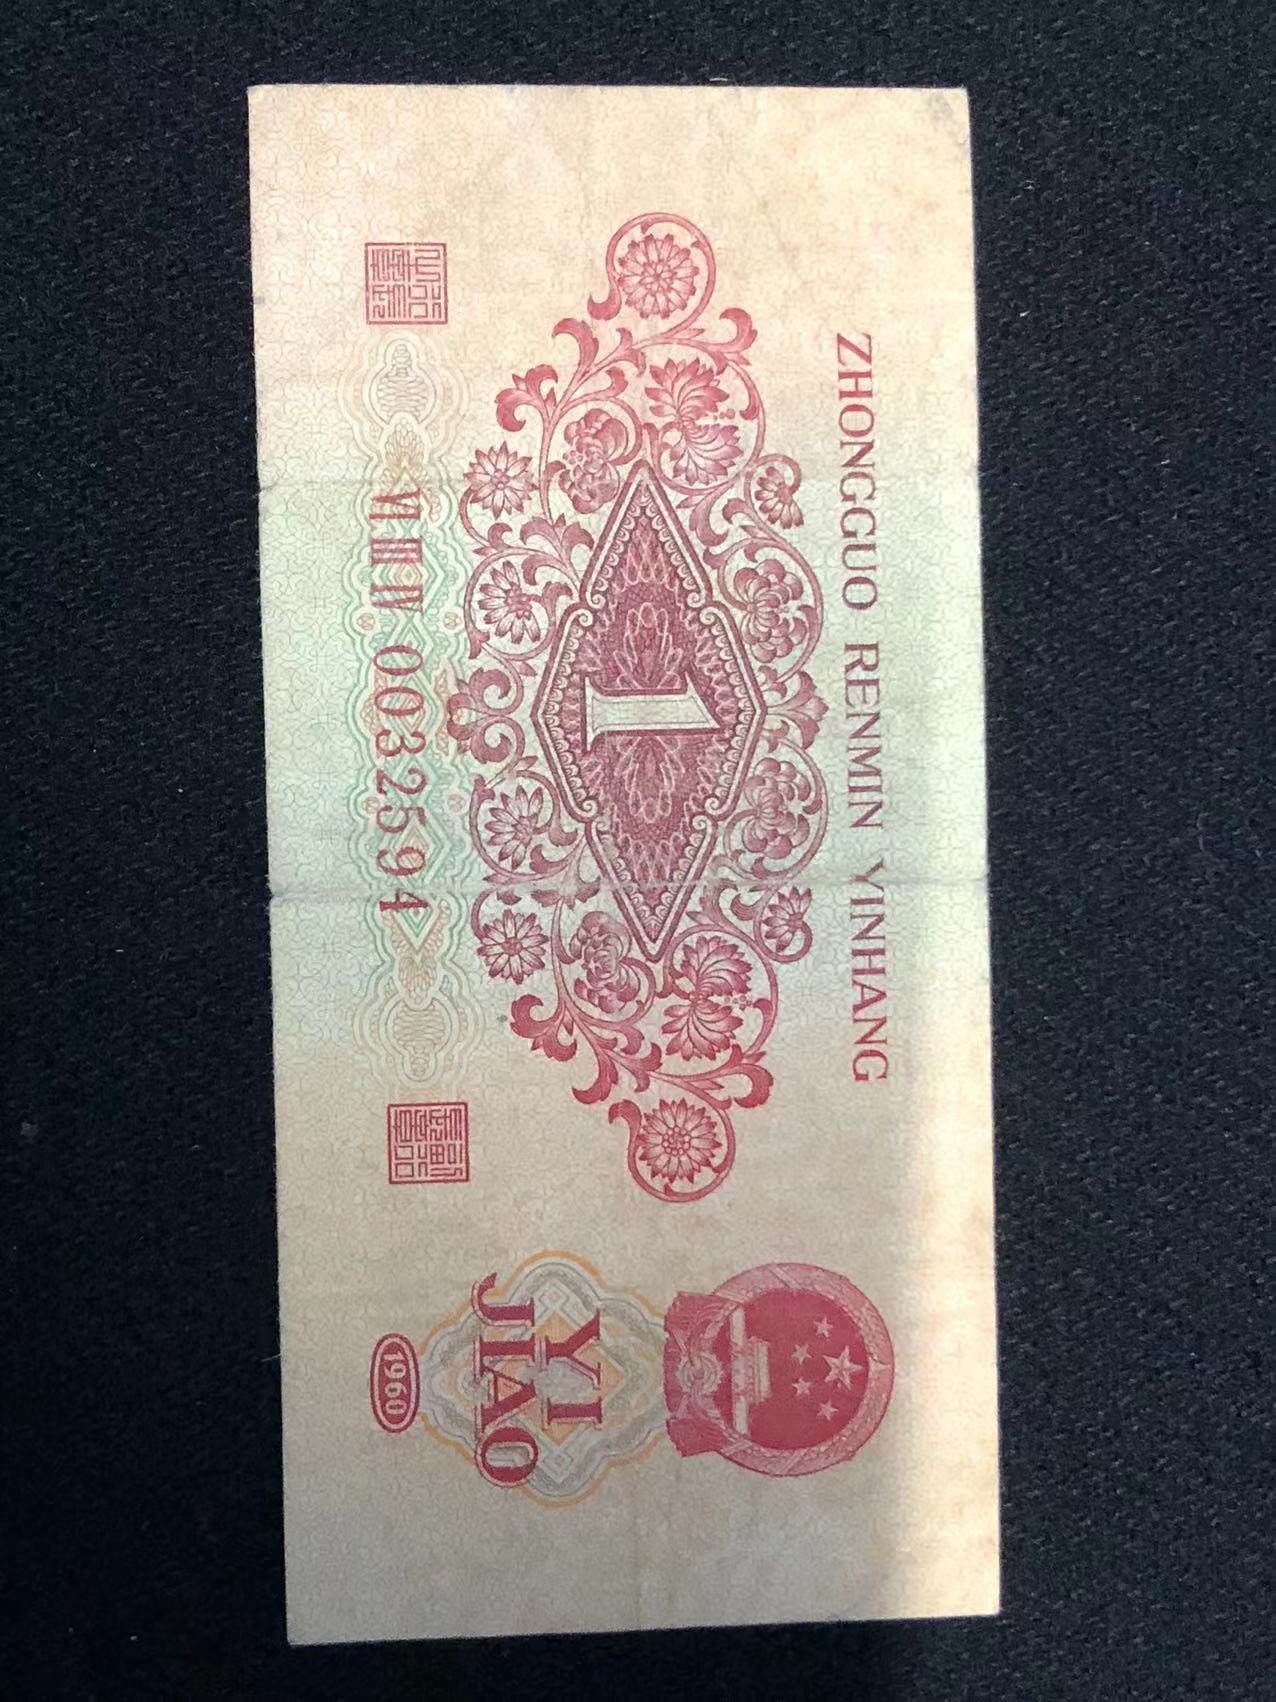 ZHONGGUO RENMIN YINHANG
1
YI
JIAO
1960
VI III IV 0032594